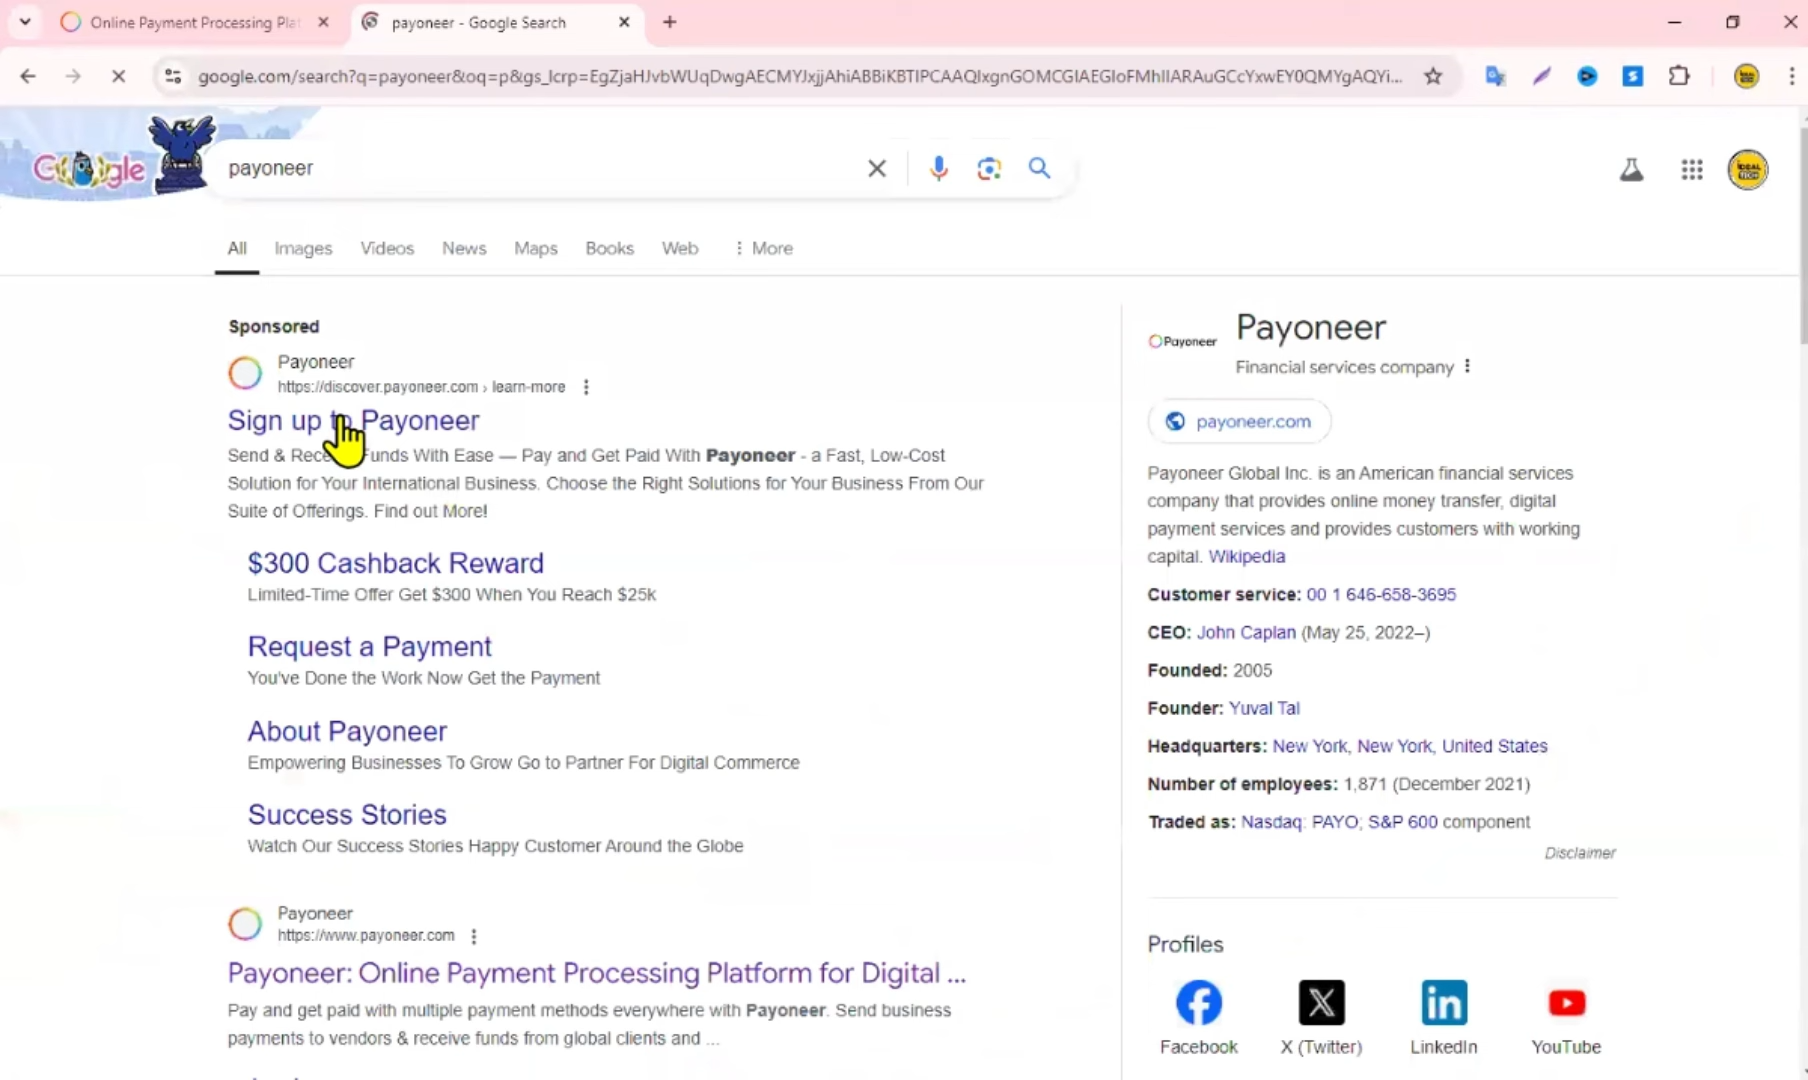 Online Payment Processing Plat
payoneer - Google Search
google.com/search?q=payoneer&oq=p&gs_lcrp=EgZjaHJvbWUqDwgAECMYJxjjAhiABBiKBTIPCAAQIxgnGOMCGIAEGIoFMhIIARAuGCcYxwEY0QMYgAQYi...
Google
payoneer
IDEAL TECH
All
Images
Videos
News
Maps
Books
Web
More
Sponsored
Payoneer
https://discover.payoneer.com › learn-more
Sign up to Payoneer
Send & Rece Funds With Ease — Pay and Get Paid With Payoneer - a Fast, Low-Cost
Solution for Your International Business. Choose the Right Solutions for Your Business From Our
Suite of Offerings. Find out More!
$300 Cashback Reward
Limited-Time Offer Get $300 When You Reach $25k
Request a Payment
You've Done the Work Now Get the Payment
About Payoneer
Empowering Businesses To Grow Go to Partner For Digital Commerce
Success Stories
Watch Our Success Stories Happy Customer Around the Globe
Payoneer
https://www.payoneer.com
Payoneer: Online Payment Processing Platform for Digital ...
Pay and get paid with multiple payment methods everywhere with Payoneer. Send business
payments to vendors & receive funds from global clients and ...
Payoneer
Payoneer
Financial services company
payoneer.com
Payoneer Global Inc. is an American financial services
company that provides online money transfer, digital
payment services and provides customers with working
capital. Wikipedia
Customer service: 00 1 646-658-3695
CEO: John Caplan (May 25, 2022–)
Founded: 2005
Founder: Yuval Tal
Headquarters: New York, New York, United States
Number of employees: 1,871 (December 2021)
Traded as: Nasdaq: PAYO; S&P 600 component
Disclaimer
Profiles
Facebook
X (Twitter)
LinkedIn
YouTube